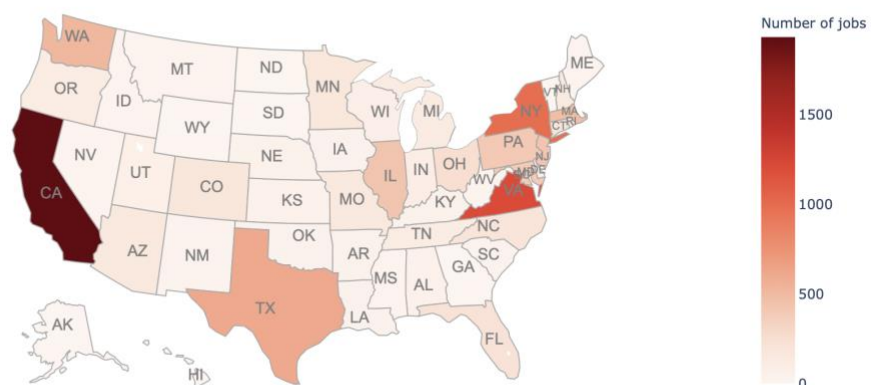 Number of jobs
1500
1000
500
0
WA
OR
CA
NV
ID
MT
WY
UT
AZ
CO
NM
ND
SD
NE
KS
OK
TX
MN
IA
MO
AR
LA
WI
IL
MS
MI
IN
KY
TN
AL
OH
WV
VA
NC
SC
GA
FL
PA
NY
NJ
DE
CT
RI
MA
VT
NH
ME
AK
HI